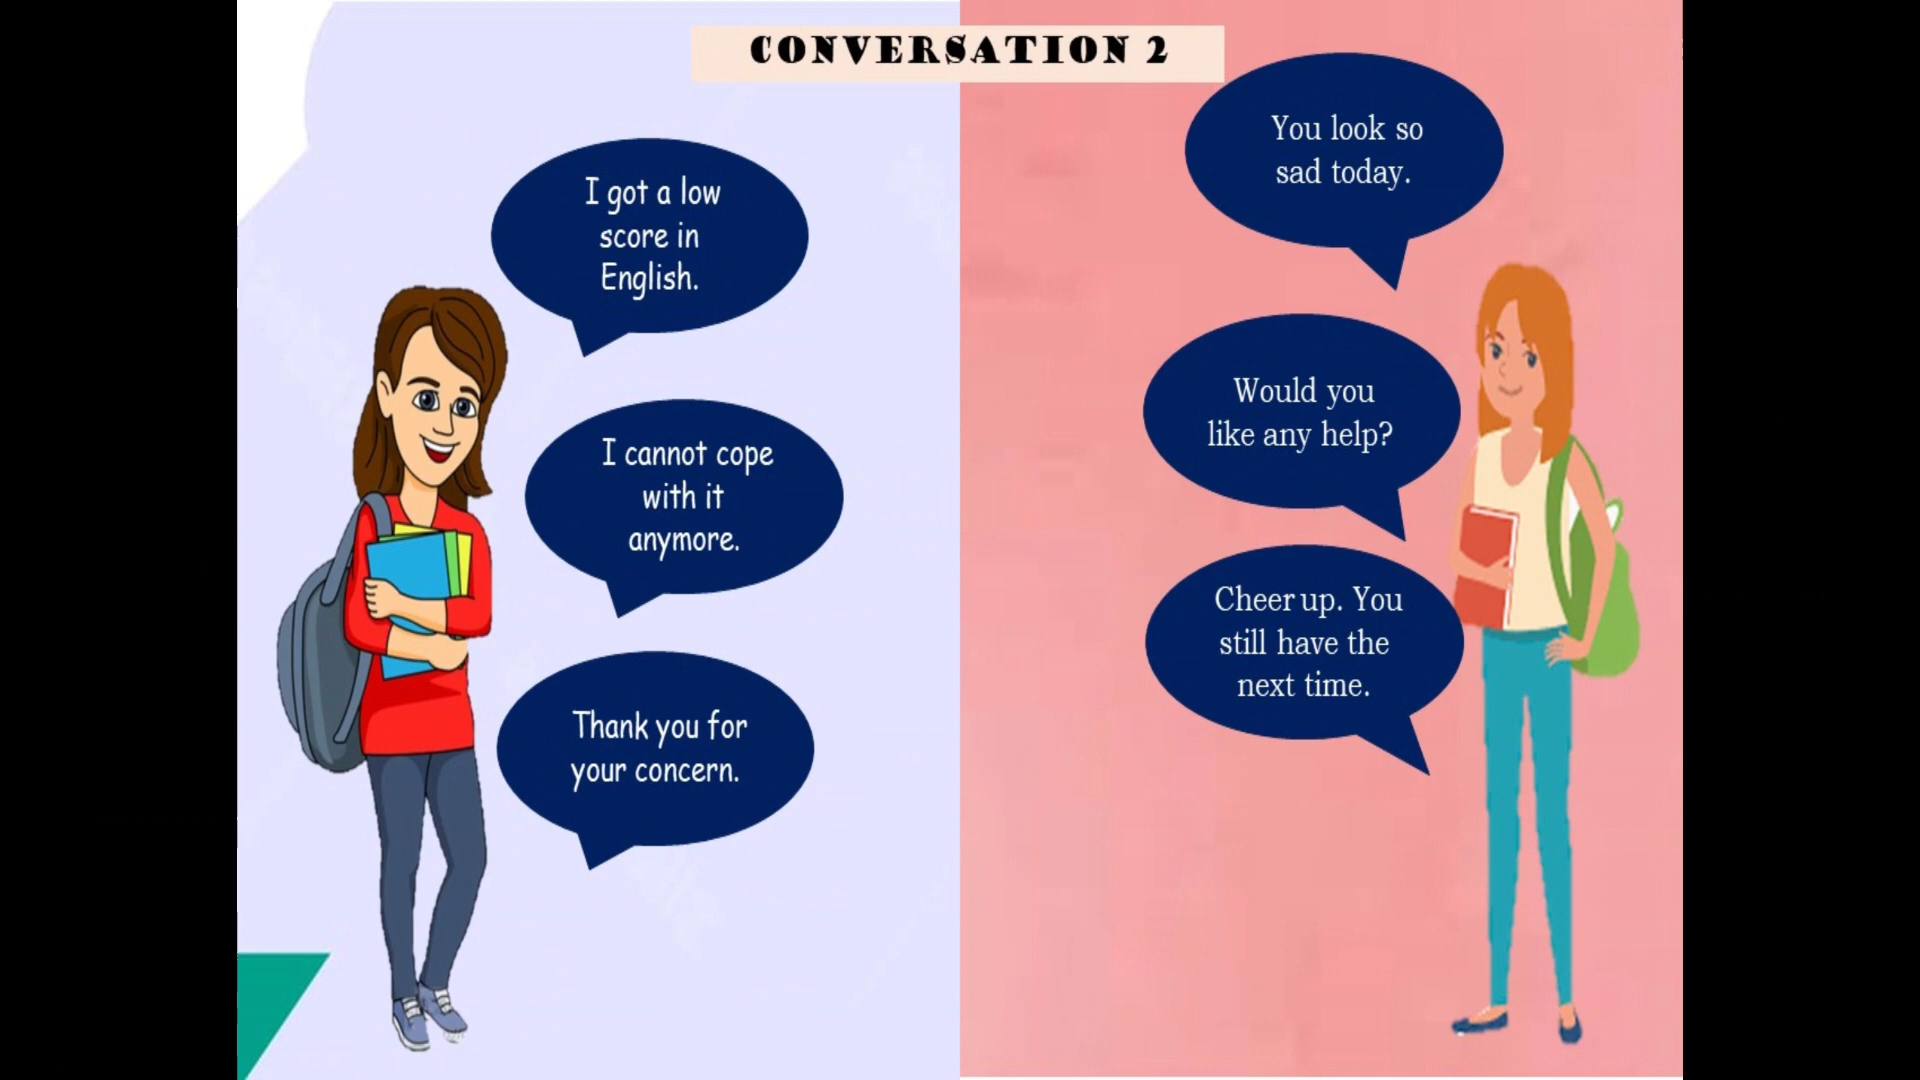 CONVERSATION 2
You look so
sad today.
I got a low
score in
English.
Would you
like any help?
I cannot cope
with it
anymore.
Cheer up. You
still have the
next time.
Thank you for
your concern.